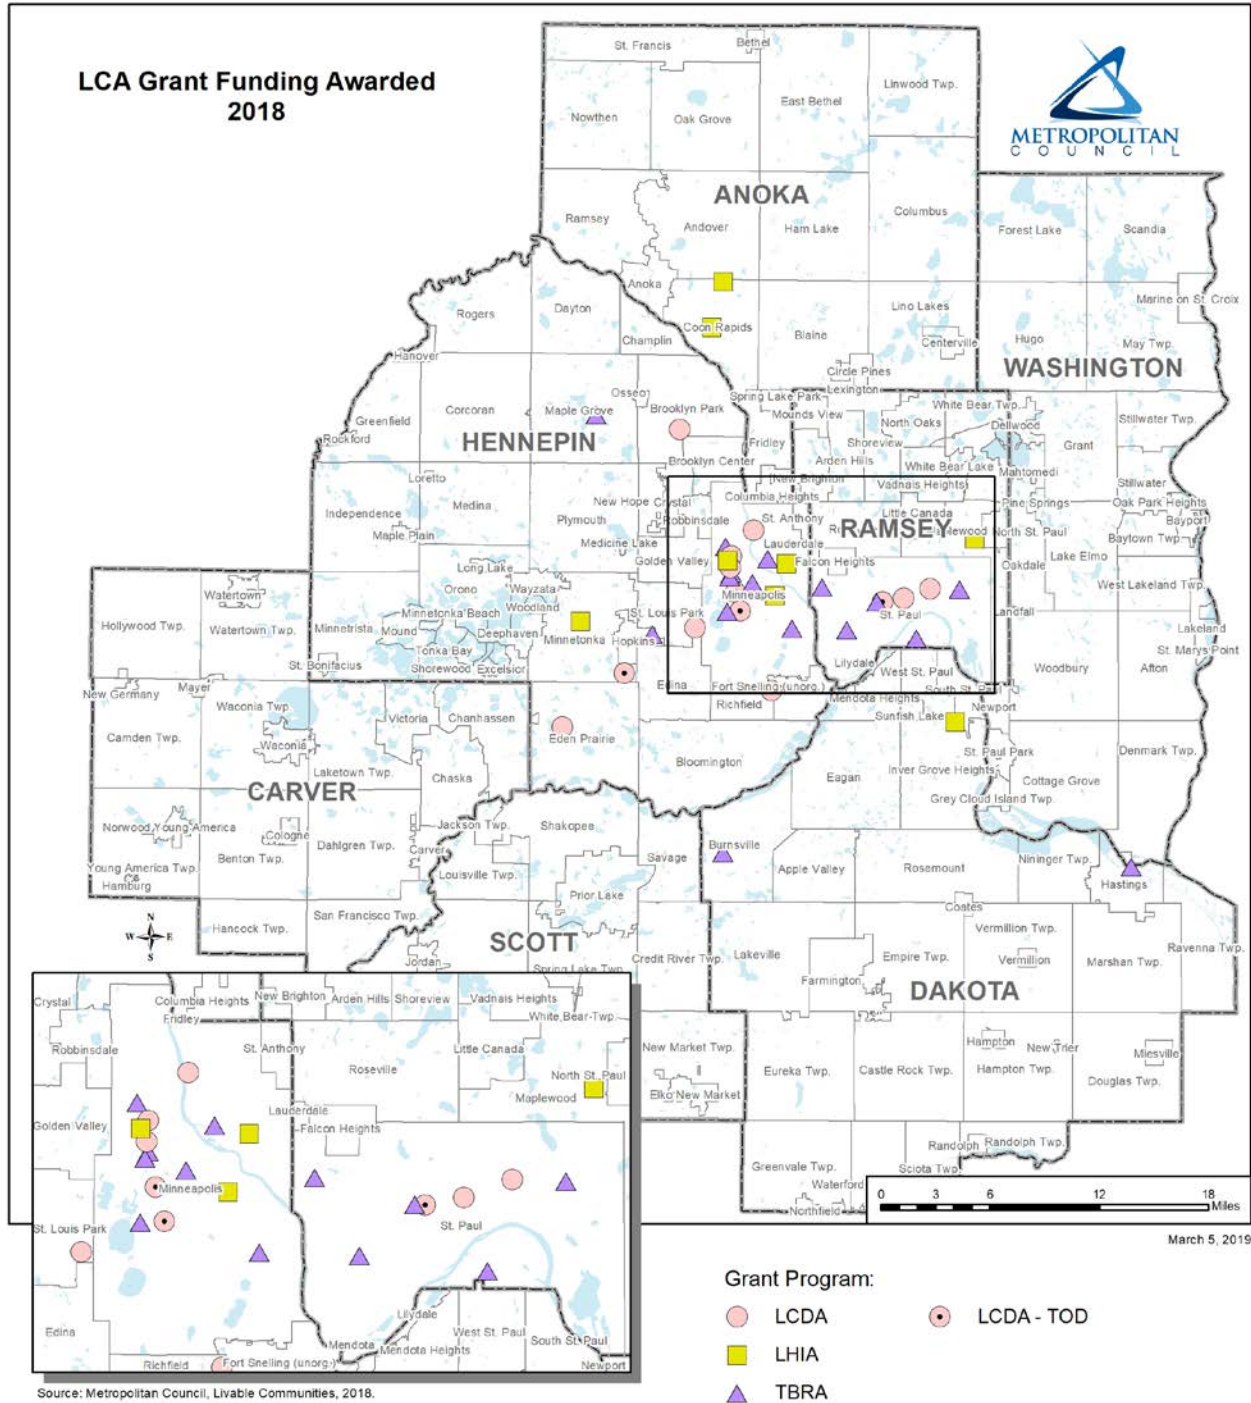 LCA Grant Funding Awarded
2018
METROPOLITAN
COUNCIL
St. Francis
Bethel
Linwood Twp.
East Bethel
Nowthen
Oak Grove
ANOKA
Ramsey
Andover
Ham Lake
Columbus
Forest Lake
Scandia
Anoka
Rogers
Dayton
Coon Rapids
Blaine
Lino Lakes
Marine on St. Croix
Champlin
Centerville
Hugo
May Twp.
Hanover
Circle Pines
Lexington
WASHINGTON
Osseo
Spring Lake Park
Corcoran
Maple Grove
Brooklyn Park
Mounds View
White Bear Twp.
Greenfield
North Oaks
Dellwood
Stillwater Twp.
Rockford
HENNEPIN
Fridley
Shoreview
Grant
Brooklyn Center
Arden Hills
White Bear Lake
Mahtomedi
Loretto
New Brighton
Vadnais Heights
Stillwater
Independence
Medina
New Hope
Crystal
Columbia Heights
Pine Springs
Oak Park Heights
Plymouth
Robbinsdale
St. Anthony
Little Canada
Bayport
Maple Plain
RAMSEY
North St. Paul
Baytown Twp.
Medicine Lake
Lauderdale
Lake Elmo
Golden Valley
Falcon Heights
Oakdale
Long Lake
West Lakeland Twp.
Watertown
Orono
Wayzata
Woodland
Minneapolis
Minnetonka Beach
St. Louis Park
St. Paul
Landfall
Hollywood Twp.
Watertown Twp.
Minnetrista
Mound
Deephaven
Minnetonka
Hopkins
Lakeland
Tonka Bay
St. Marys Point
St. Bonifacius
Shorewood
Excelsior
Lilydale
West St. Paul
Woodbury
Afton
New Germany
Mayer
Edina
Fort Snelling (unorg.)
South St. Paul
Waconia Twp.
Victoria
Chanhassen
Richfield
Mendota Heights
Newport
Camden Twp.
Waconia
Eden Prairie
Sunfish Lake
St. Paul Park
Denmark Twp.
Laketown Twp.
Bloomington
Inver Grove Heights
CARVER
Chaska
Eagan
Cottage Grove
Grey Cloud Island Twp.
Norwood Young America
Cologne
Jackson Twp.
Shakopee
Dahlgren Twp.
Carver
Burnsville
Benton Twp.
Savage
Apple Valley
Rosemount
Nininger Twp.
Young America Twp.
Louisville Twp.
Hamburg
Prior Lake
Hastings
Hancock Twp.
San Francisco Twp.
Coates
N
W E
S
SCOTT
Vermillion Twp.
Jordan
Credit River Twp.
Lakeville
Empire Twp.
Vermillion
Marshan Twp.
Ravenna Twp.
Spring Lake Twp.
Farmington
DAKOTA
New Market Twp.
Hampton
New Trier
Miesville
Eureka Twp.
Castle Rock Twp.
Hampton Twp.
Douglas Twp.
Elko New Market
Randolph
Randolph Twp.
Greenvale Twp.
Sciota Twp.
Waterford
Northfield
0 3 6 12 18
Miles
March 5, 2019
Crystal
Columbia Heights
New Brighton
Arden Hills
Shoreview
Vadnais Heights
Fridley
White Bear Twp.
Robbinsdale
St. Anthony
Little Canada
Roseville
North St. Paul
Maplewood
Golden Valley
Lauderdale
Falcon Heights
Minneapolis
St. Louis Park
St. Paul
Lilydale
Edina
West St. Paul
South St. Paul
Mendota
Mendota Heights
Richfield
Fort Snelling (unorg.)
Newport
Source: Metropolitan Council, Livable Communities, 2018.
Grant Program:
LCDA
LCDA - TOD
LHIA
TBRA